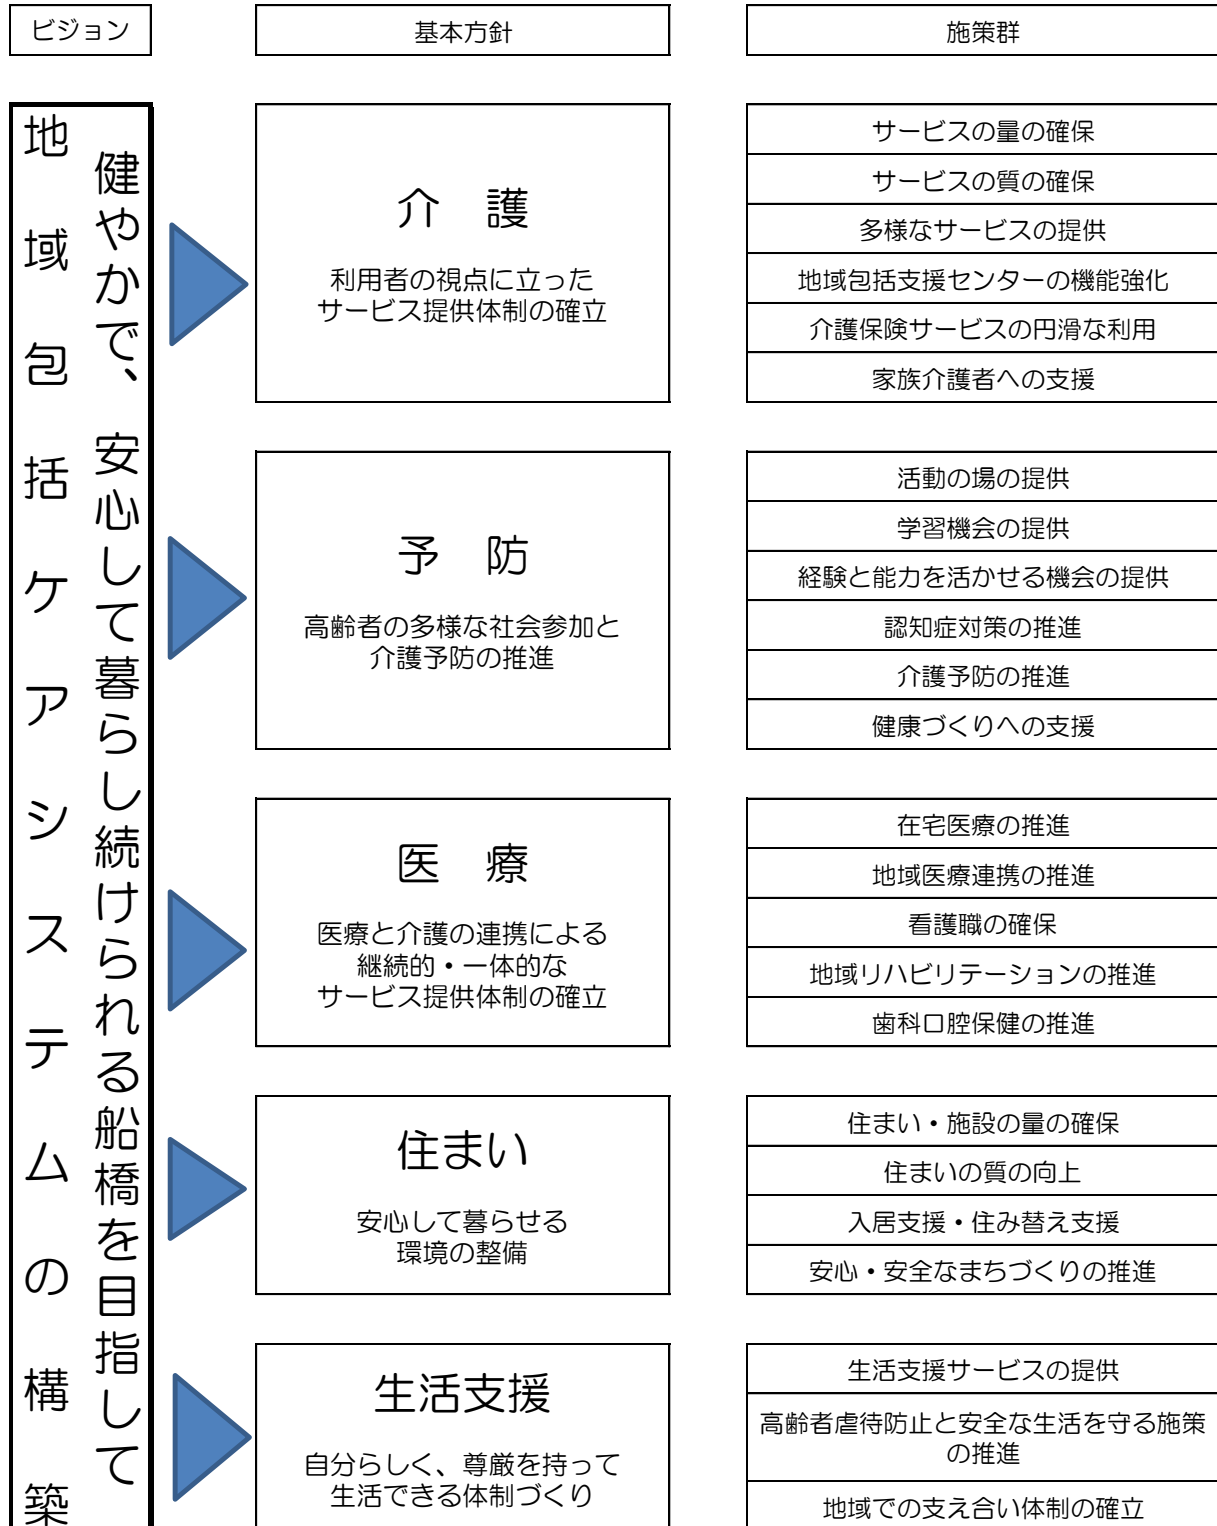 ビジョン
基本方針
施策群
健やかで、安心して暮らし続けられる船橋を目指して
地域包括ケアシステムの構築
介　護
利用者の視点に立った
サービス提供体制の確立
サービスの量の確保
サービスの質の確保
多様なサービスの提供
地域包括支援センターの機能強化
介護保険サービスの円滑な利用
家族介護者への支援
予　防
高齢者の多様な社会参加と
介護予防の推進
活動の場の提供
学習機会の提供
経験と能力を活かせる機会の提供
認知症対策の推進
介護予防の推進
健康づくりへの支援
医　療
医療と介護の連携による
継続的・一体的な
サービス提供体制の確立
在宅医療の推進
地域医療連携の推進
看護職の確保
地域リハビリテーションの推進
歯科口腔保健の推進
住まい
安心して暮らせる
環境の整備
住まい・施設の量の確保
住まいの質の向上
入居支援・住み替え支援
安心・安全なまちづくりの推進
生活支援
自分らしく、尊厳を持って
生活できる体制づくり
生活支援サービスの提供
高齢者虐待防止と安全な生活を守る施策
の推進
地域での支え合い体制の確立